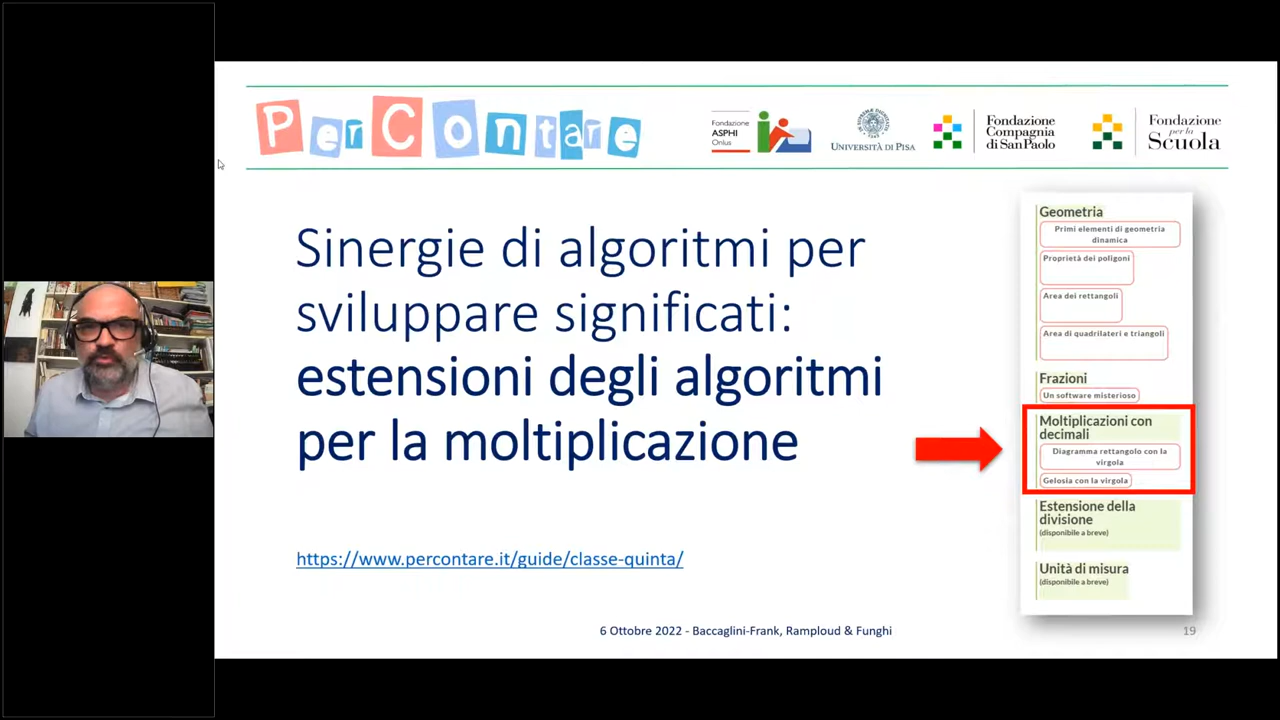 PerContare
Fondazione
ASPHI
Onlus
UNIVERSITÀ DI PISA
Fondazione
Compagnia
di San Paolo
Fondazione
per la
Scuola
Sinergie di algoritmi per
sviluppare significati:
estensioni degli algoritmi
per la moltiplicazione
https://www.percontare.it/guide/classe-quinta/
Geometria
Primi elementi di geometria
dinamica
Proprietà dei poligoni
Area dei rettangoli
Area di quadrilateri e triangoli
Frazioni
Un software misterioso
Moltiplicazioni con
decimali
Diagramma rettangolo con la
virgola
Gelosia con la virgola
Estensione della
divisione
(disponibile a breve)
Unità di misura
(disponibile a breve)
6 Ottobre 2022 - Baccaglini-Frank, Ramploud & Funghi
19